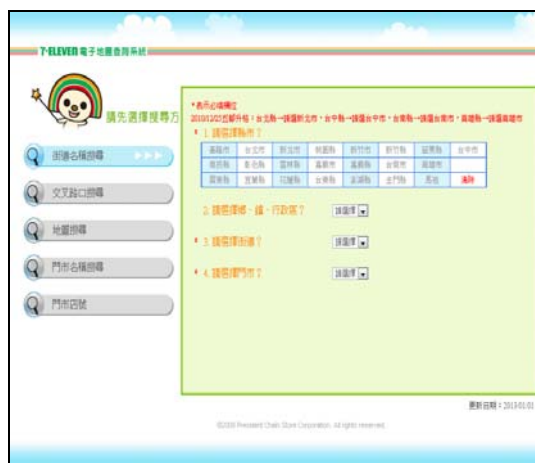 7-ELEVEN 電子地圖查詢系統
請先選擇搜尋方
街道名稱搜尋
交叉路口搜尋
地圖搜尋
門市名稱搜尋
門市店號
*表示必填欄位
2010/12/25五都升格：台北縣→請選新北市，台中縣→請選台中市，台南縣→請選台南市，高雄縣→請選高雄市
* 1. 請選擇縣市？
基隆市 台北市 新北市 桃園縣 新竹市 新竹縣 苗栗縣 台中市
南投縣 彰化縣 雲林縣 嘉義市 嘉義縣 台南市 高雄市
屏東縣 宜蘭縣 花蓮縣 台東縣 澎湖縣 金門縣 馬祖 清除
2. 請選擇鄉、鎮、行政區？ 請選擇
* 3. 請選擇街道？ 請選擇
* 4. 請選擇門市？ 請選擇
更新日期：2013-01-01
©2008 President Chain Store Corporation. All rights reserved.